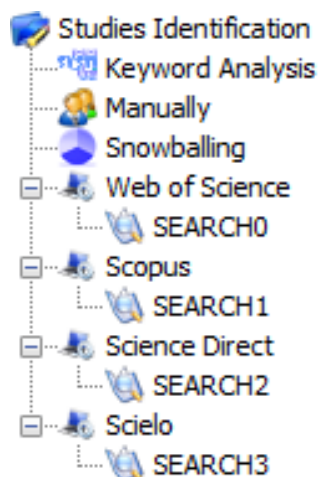 Studies Identification
Keyword Analysis
Manually
Snowballing
Web of Science
SEARCH0
Scopus
SEARCH1
Science Direct
SEARCH2
Scielo
SEARCH3